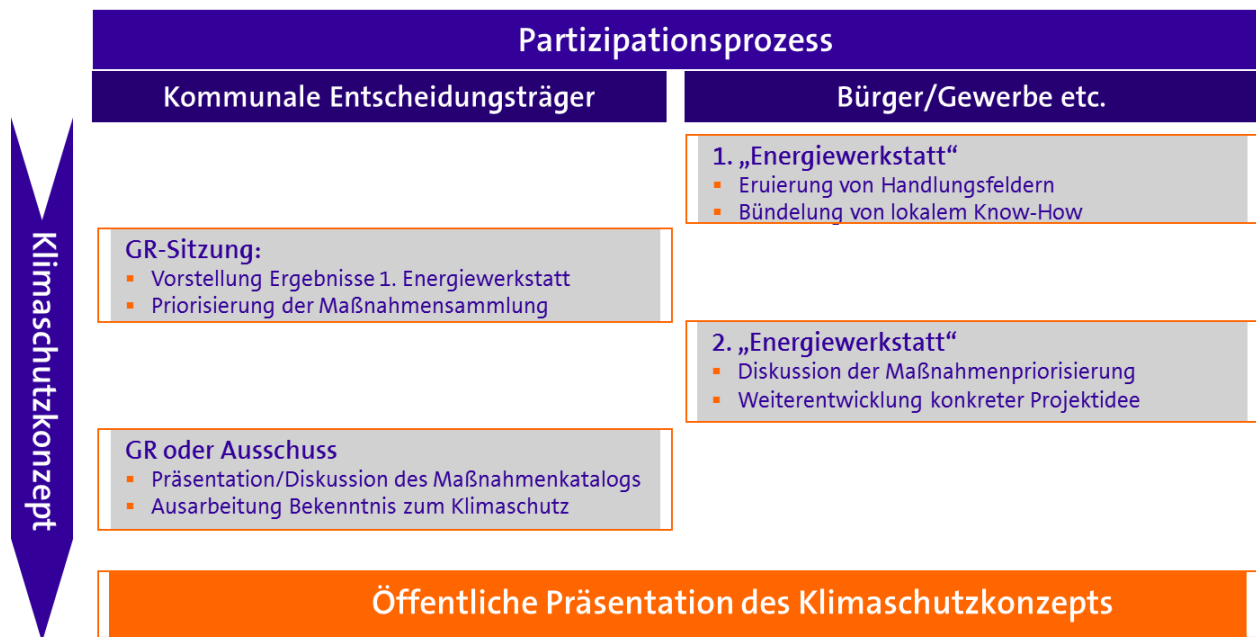 Partizipationsprozess
Kommunale Entscheidungsträger
Bürger/Gewerbe etc.
Klimaschutzkonzept
1. „Energiewerkstatt“
▪ Eruierung von Handlungsfeldern
▪ Bündelung von lokalem Know-How
GR-Sitzung:
▪ Vorstellung Ergebnisse 1. Energiewerkstatt
▪ Priorisierung der Maßnahmensammlung
2. „Energiewerkstatt“
▪ Diskussion der Maßnahmenpriorisierung
▪ Weiterentwicklung konkreter Projektidee
GR oder Ausschuss
▪ Präsentation/Diskussion des Maßnahmenkatalogs
▪ Ausarbeitung Bekenntnis zum Klimaschutz
Öffentliche Präsentation des Klimaschutzkonzepts